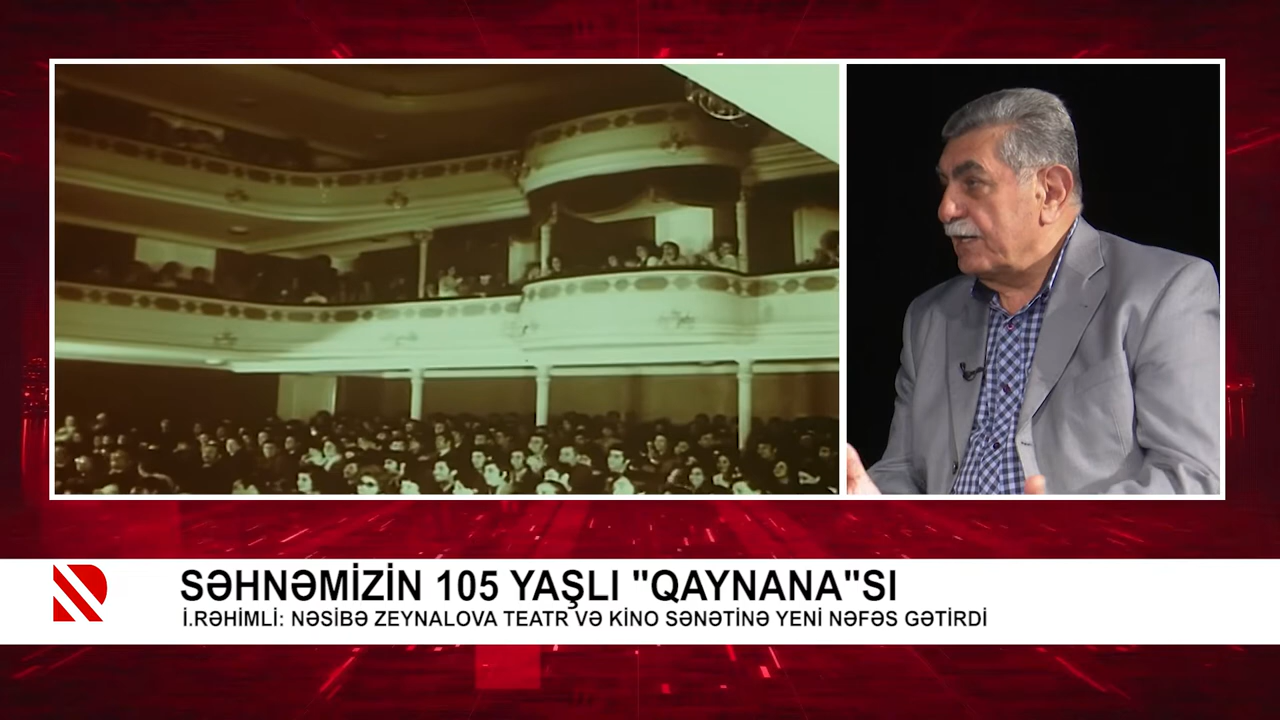 SƏHNƏMİZİN 105 YAŞLI "QAYNANA"SI
İ.RƏHİMLİ: NƏSİBƏ ZEYNALOVA TEATR VƏ KİNO SƏNƏTİNƏ YENİ NƏFƏS GƏTİRDİ